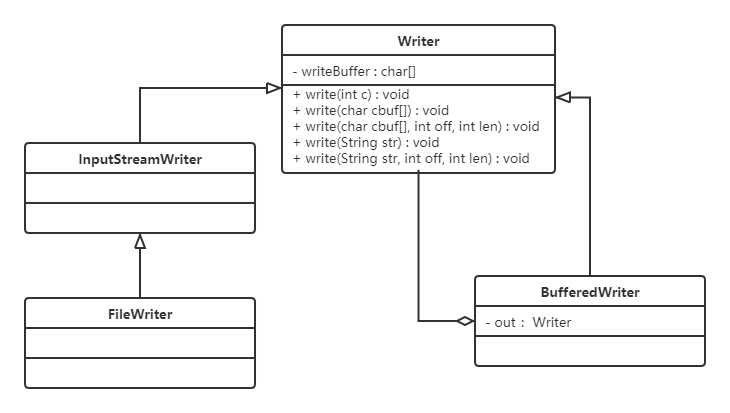 Writer
- writeBuffer : char[]
+ write(int c) : void
+ write(char cbuf[]) : void
+ write(char cbuf[], int off, int len) : void
+ write(String str) : void
+ write(String str, int off, int len) : void
InputStreamWriter
FileWriter
BufferedWriter
- out : Writer